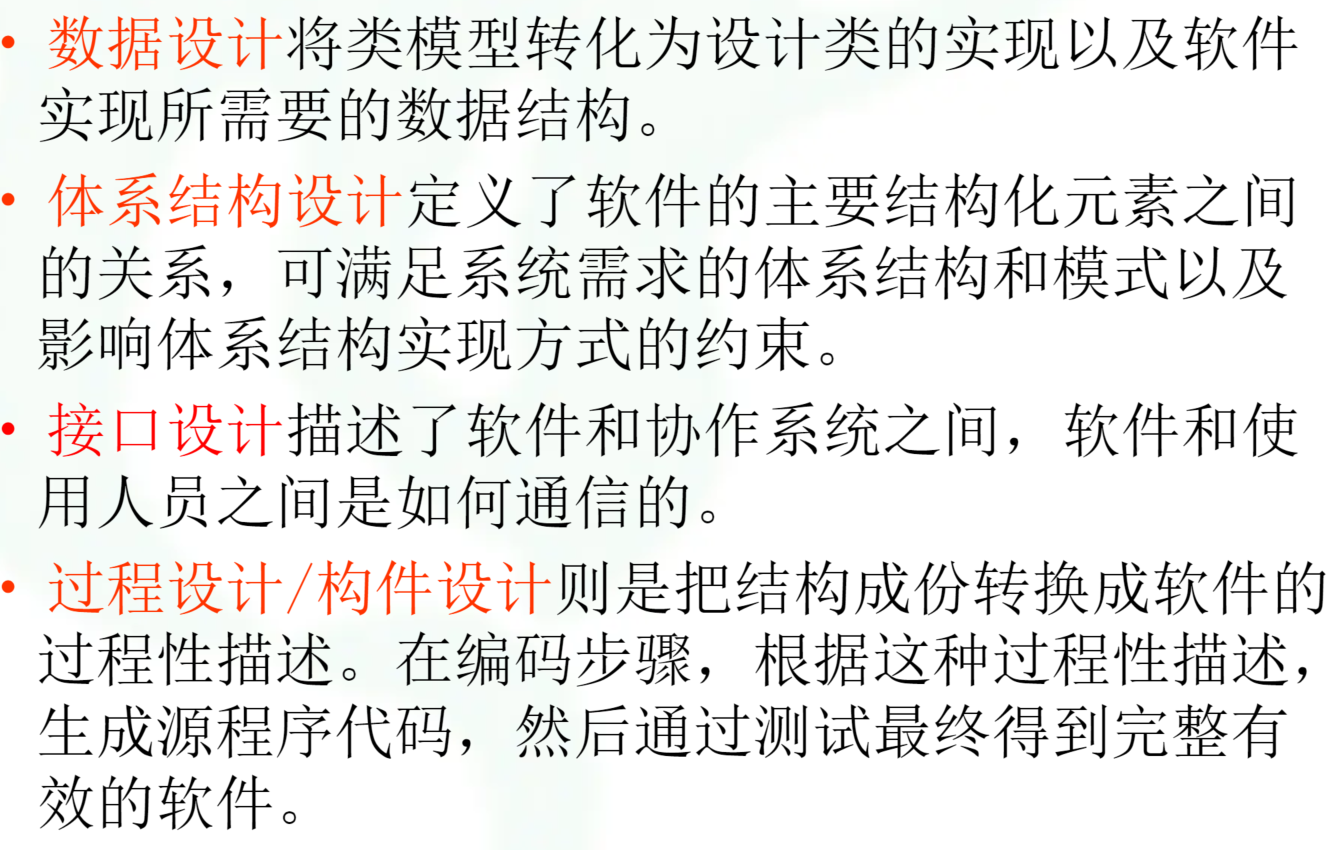 • 数据设计将类模型转化为设计类的实现以及软件
实现所需要的数据结构。
• 体系结构设计定义了软件的主要结构化元素之间
的关系，可满足系统需求的体系结构和模式以及
影响体系结构实现方式的约束。
• 接口设计描述了软件和协作系统之间，软件和使
用人员之间是如何通信的。
• 过程设计/构件设计则是把结构成份转换成软件的
过程性描述。在编码步骤，根据这种过程性描述，
生成源程序代码，然后通过测试最终得到完整有
效的软件。